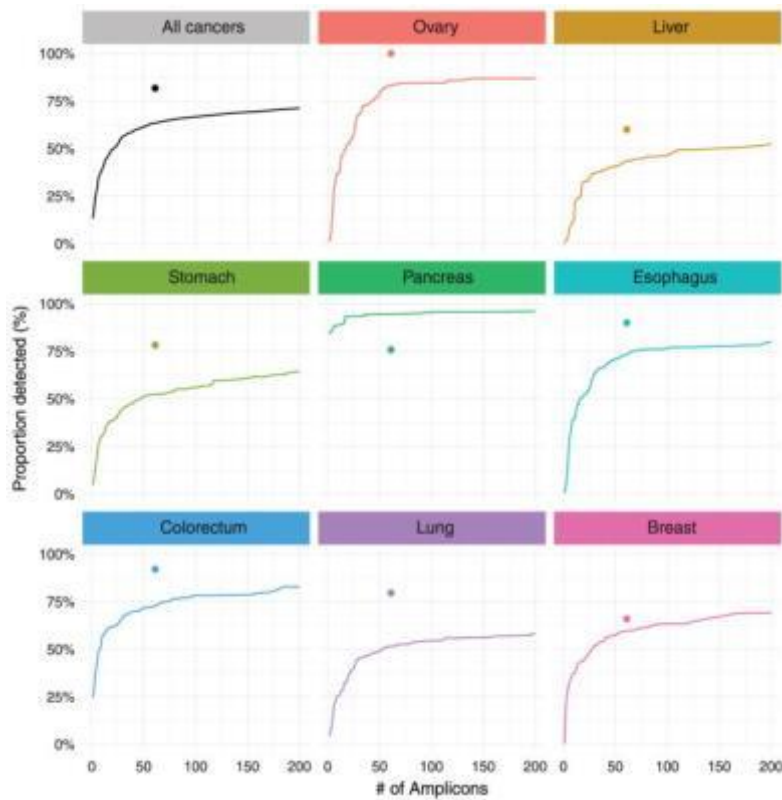 All cancers Ovary Liver
100%
75%
50%
25%
0%
Stomach Pancreas Esophagus
100%
75%
50%
25%
0%
Proportion detected (%)
Colorectum Lung Breast
100%
75%
50%
25%
0%
0 50 100 150 200 0 50 100 150 200 0 50 100 150 200
# of Amplicons